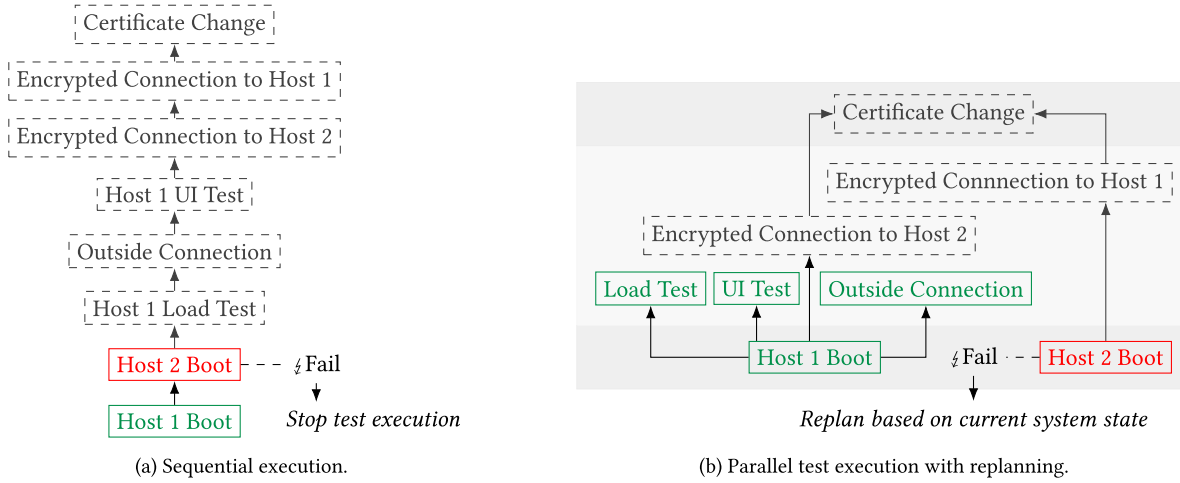 Certificate Change
Encrypted Connection to Host 1
Encrypted Connection to Host 2
Host 1 UI Test
Outside Connection
Host 1 Load Test
Host 2 Boot
Fail
Host 1 Boot
Stop test execution
(a) Sequential execution.
Certificate Change
Encrypted Connnection to Host 1
Encrypted Connection to Host 2
Load Test
UI Test
Outside Connection
Host 1 Boot
Fail
Host 2 Boot
Replan based on current system state
(b) Parallel test execution with replanning.